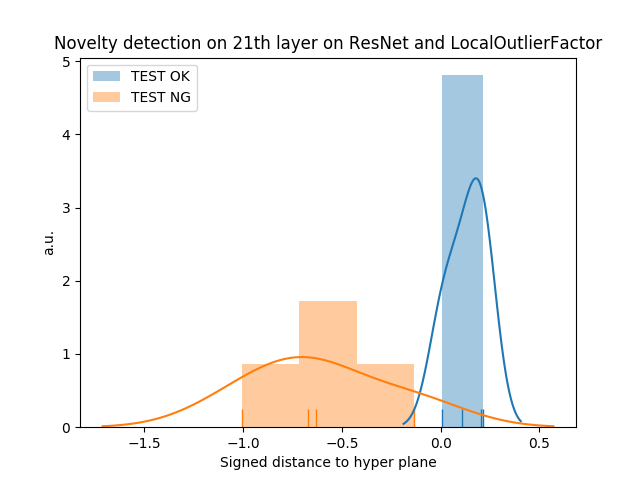 Novelty detection on 21th layer on ResNet and LocalOutlierFactor
TEST OK
TEST NG
5
4
3
2
1
0
a.u.
−1.5
−1.0
−0.5
0.0
0.5
Signed distance to hyper plane